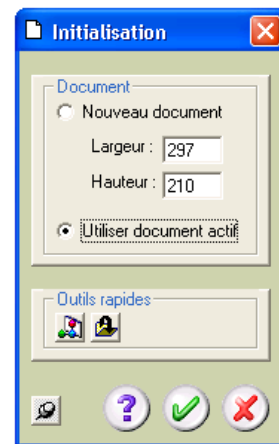 Initialisation
Document
Nouveau document
Largeur : 297
Hauteur : 210
Utiliser document actif
Outils rapides
?